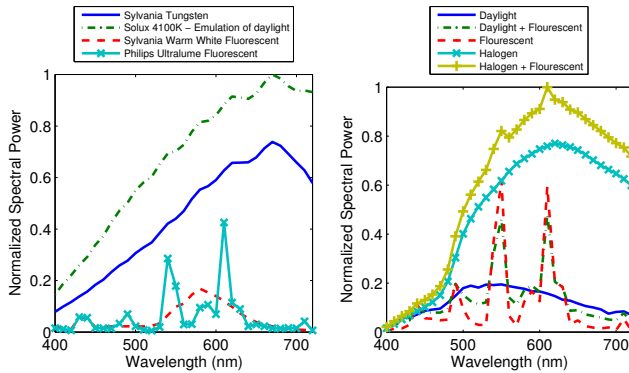 Sylvania Tungsten
Solux 4100K − Emulation of daylight
Sylvania Warm White Fluorescent
Philips Ultralume Fluorescent
1
0.8
0.6
0.4
0.2
0
400
500
600
700
Normalized Spectral Power
Wavelength (nm)
Daylight
Daylight + Flourescent
Flourescent
Halogen
Halogen + Flourescent
1
0.8
0.6
0.4
0.2
0
400
500
600
700
Normalized Spectral Power
Wavelength (nm)